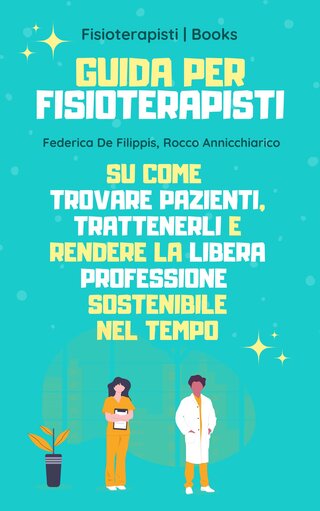 Fisioterapisti | Books
GUIDA PER
FISIOTERAPISTI
Federica De Filippis, Rocco Annicchiarico
SU COME
TROVARE PAZIENTI,
TRATTENERLI E
RENDERE LA LIBERA
PROFESSIONE
SOSTENIBILE
NEL TEMPO